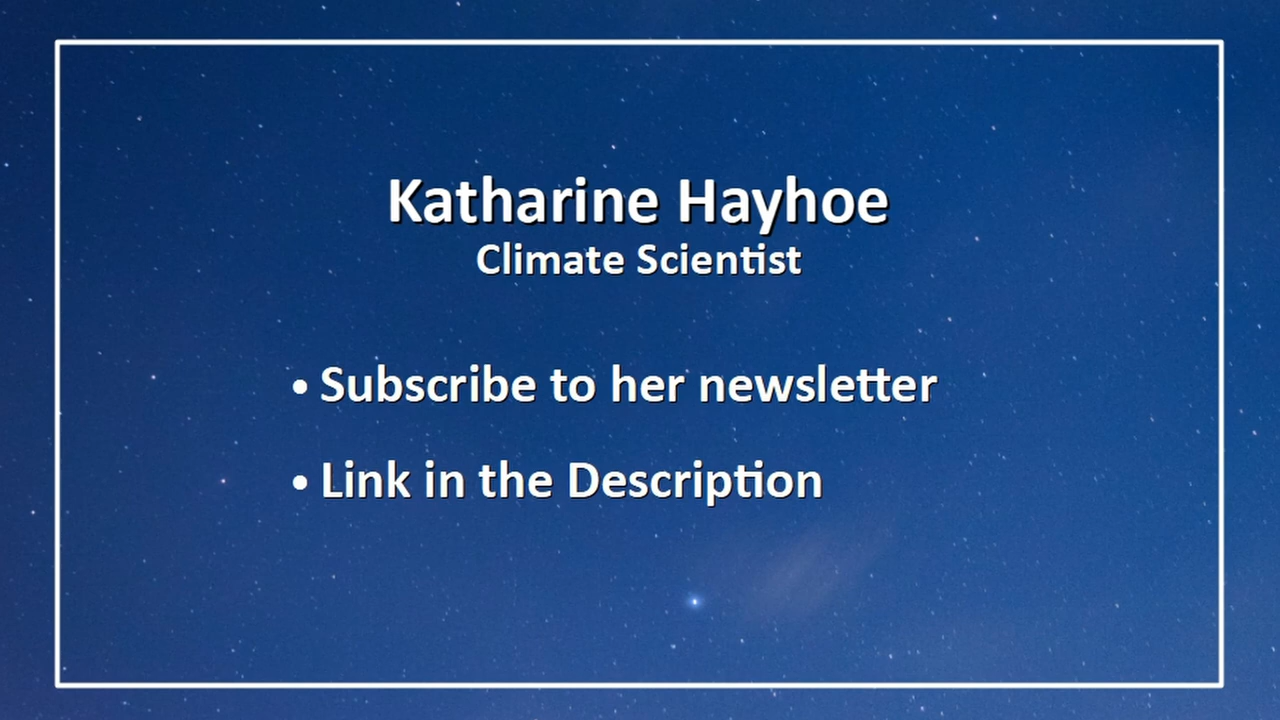 Katharine Hayhoe
Climate Scientist
• Subscribe to her newsletter
• Link in the Description